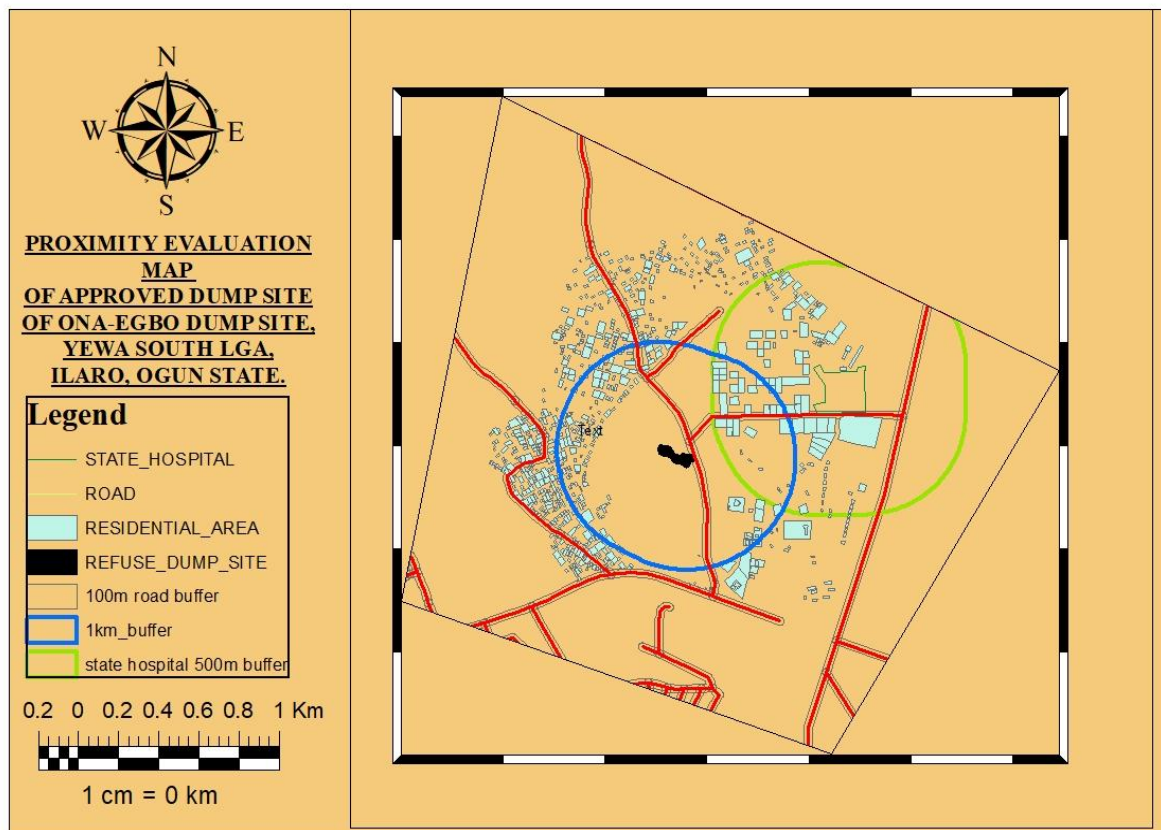 N
W
E
S
PROXIMITY EVALUATION
MAP
OF APPROVED DUMP SITE
OF ONA-EGBO DUMP SITE,
YEWA SOUTH LGA,
ILARO, OGUN STATE.
Legend
STATE_HOSPITAL
ROAD
RESIDENTIAL_AREA
REFUSE_DUMP_SITE
100m road buffer
1km_buffer
state hospital 500m buffer
0.2 0 0.2 0.4 0.6 0.8 1 Km
1 cm = 0 km
Text